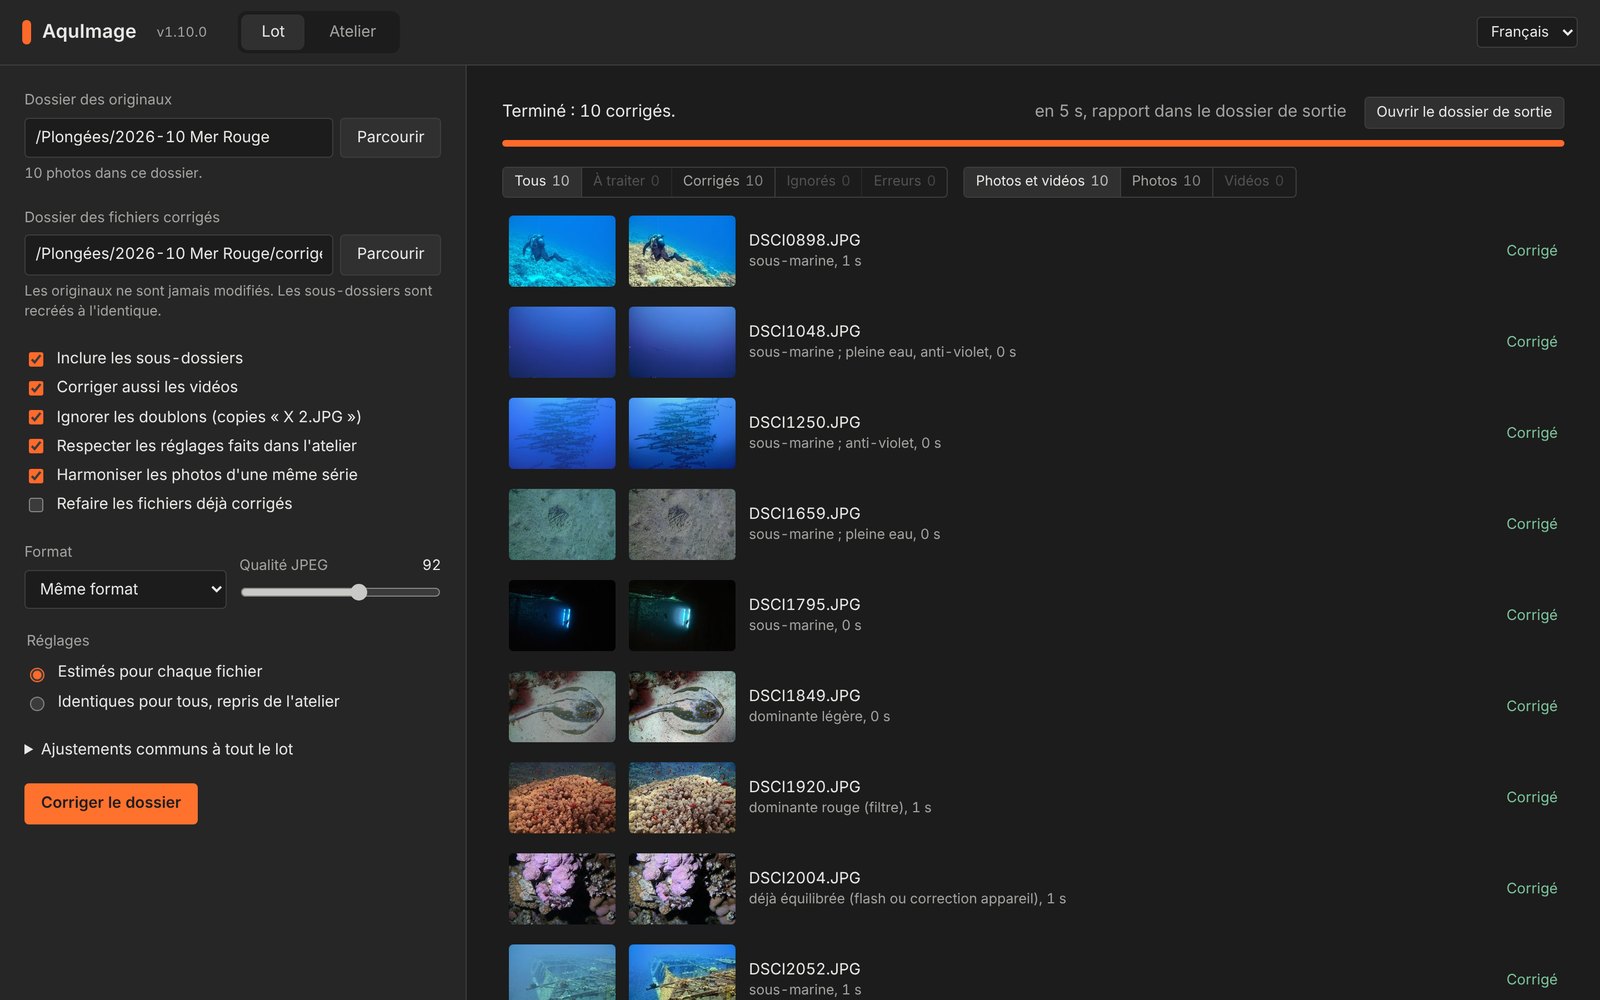 AquImage v1.10.0 Lot Atelier Français
Dossier des originaux
/Plongées/2026-10 Mer Rouge Parcourir
10 photos dans ce dossier.
Dossier des fichiers corrigés
/Plongées/2026-10 Mer Rouge/corrigé Parcourir
Les originaux ne sont jamais modifiés. Les sous-dossiers sont
recréés à l'identique.
Inclure les sous-dossiers
Corriger aussi les vidéos
Ignorer les doublons (copies « X 2.JPG »)
Respecter les réglages faits dans l'atelier
Harmoniser les photos d'une même série
Refaire les fichiers déjà corrigés
Format
Qualité JPEG 92
Même format
Réglages
Estimés pour chaque fichier
Identiques pour tous, repris de l'atelier
Ajustements communs à tout le lot
Corriger le dossier
Terminé : 10 corrigés. en 5 s, rapport dans le dossier de sortie Ouvrir le dossier de sortie
Tous 10 À traiter 0 Corrigés 10 Ignorés 0 Erreurs 0 Photos et vidéos 10 Photos 10 Vidéos 0
DSCI0898.JPG
sous-marine, 1 s
Corrigé
DSCI1048.JPG
sous-marine ; pleine eau, anti-violet, 0 s
Corrigé
DSCI1250.JPG
sous-marine ; anti-violet, 0 s
Corrigé
DSCI1659.JPG
sous-marine ; pleine eau, 0 s
Corrigé
DSCI1795.JPG
sous-marine, 0 s
Corrigé
DSCI1849.JPG
dominante légère, 0 s
Corrigé
DSCI1920.JPG
dominante rouge (filtre), 1 s
Corrigé
DSCI2004.JPG
déjà équilibrée (flash ou correction appareil), 1 s
Corrigé
DSCI2052.JPG
sous-marine, 1 s
Corrigé